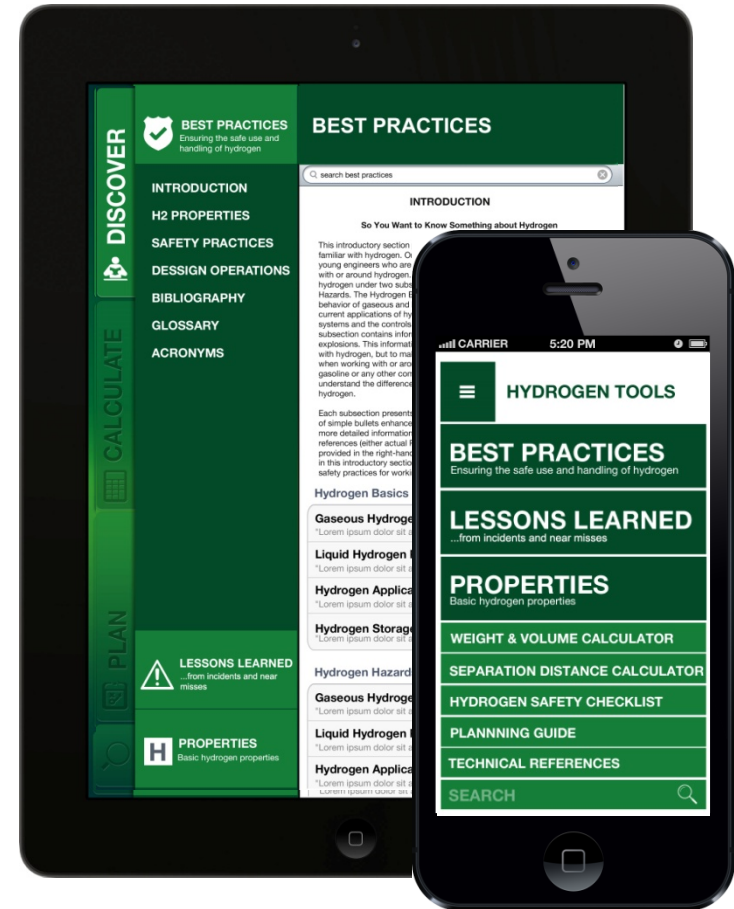 DISCOVER
CALCULATE
PLAN
BEST PRACTICES
Ensuring the safe use and
handling of hydrogen
INTRODUCTION
H2 PROPERTIES
SAFETY PRACTICES
DESSIGN OPERATIONS
BIBLIOGRAPHY
GLOSSARY
ACRONYMS
LESSONS LEARNED
...from incidents and near
misses
H
PROPERTIES
Basic hydrogen properties
BEST PRACTICES
search best practices
INTRODUCTION
So You Want to Know Something about Hydrogen
This introductory section
familiar with hydrogen.
young engineers who are
with or around hydrogen.
hydrogen under two subs
Hazards. The Hydrogen
behavior of gaseous and
current applications of hy
systems and the controls
subsection contains infor
explosions. This informati
with hydrogen, but to mal
when working with or aro
gasoline or any other con
understand the difference
hydrogen.
Each subsection presents
of simple bullets enhance
more detailed information
references (either actual
provided in the right-hand
in this introductory sectio
safety practices for worki
Hydrogen Basics
Gaseous Hydroge
"Lorem ipsum dolor sit a
Liquid Hydrogen
"Lorem ipsum dolor sit a
Hydrogen Applica
"Lorem ipsum dolor sit a
Hydrogen Storage
"Lorem ipsum dolor sit a
Hydrogen Hazard
Gaseous Hydroge
"Lorem ipsum dolor sit a
Liquid Hydrogen
"Lorem ipsum dolor sit a
Hydrogen Applica
"Lorem ipsum dolor sit a
Lorem ipsum dolor sit
CARRIER 5:20 PM
HYDROGEN TOOLS
BEST PRACTICES
Ensuring the safe use and handling of hydrogen
LESSONS LEARNED
...from incidents and near misses
PROPERTIES
Basic hydrogen properties
WEIGHT & VOLUME CALCULATOR
SEPARATION DISTANCE CALCULATOR
HYDROGEN SAFETY CHECKLIST
PLANNNING GUIDE
TECHNICAL REFERENCES
SEARCH